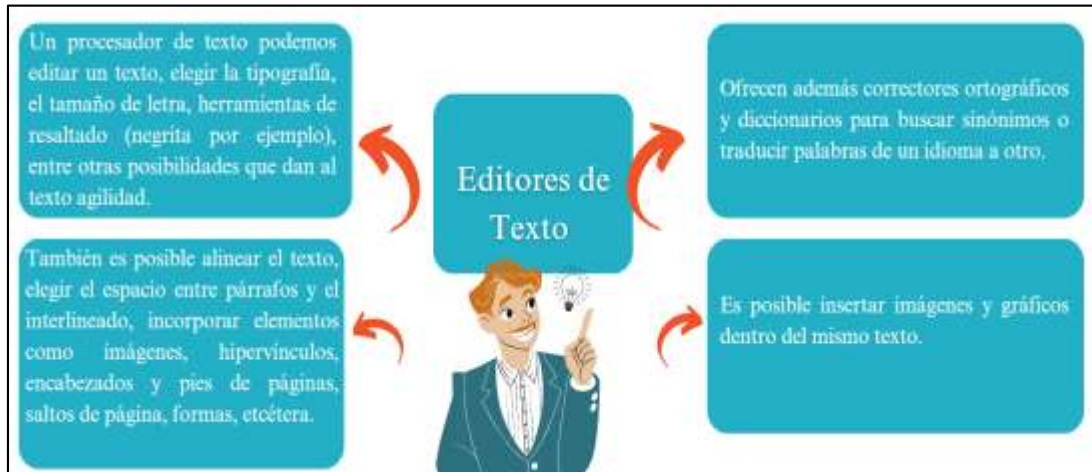 Un procesador de texto podemos
editar un texto, elegir la tipografía,
el tamaño de letra, herramientas de
resaltado (negrita por ejemplo),
entre otras posibilidades que dan al
texto agilidad.
También es posible alinear el texto,
elegir el espacio entre párrafos y el
interlineado, incorporar elementos
como imágenes, hipervínculos,
encabezados y pies de páginas,
saltos de página, formas, etcétera.
Editores de
Texto
Ofrecen además correctores ortográficos
y diccionarios para buscar sinónimos o
traducir palabras de un idioma a otro.
Es posible insertar imágenes y gráficos
dentro del mismo texto.